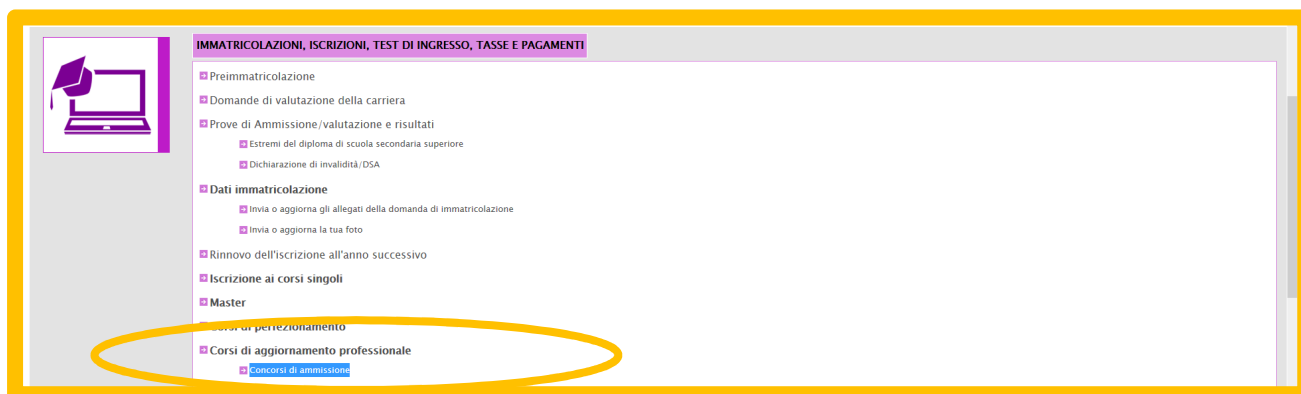 IMMATRICOLAZIONI, ISCRIZIONI, TEST DI INGRESSO, TASSE E PAGAMENTI
Preimmatricolazione
Domande di valutazione della carriera
Prove di Ammissione/valutazione e risultati
Estremi del diploma di scuola secondaria superiore
Dichiarazione di invalidità/DSA
Dati immatricolazione
Invia o aggiorna gli allegati della domanda di immatricolazione
Invia o aggiorna la tua foto
Rinnovo dell'iscrizione all'anno successivo
Iscrizione ai corsi singoli
Master
Corsi di perfezionamento
Corsi di aggiornamento professionale
Concorsi di ammissione